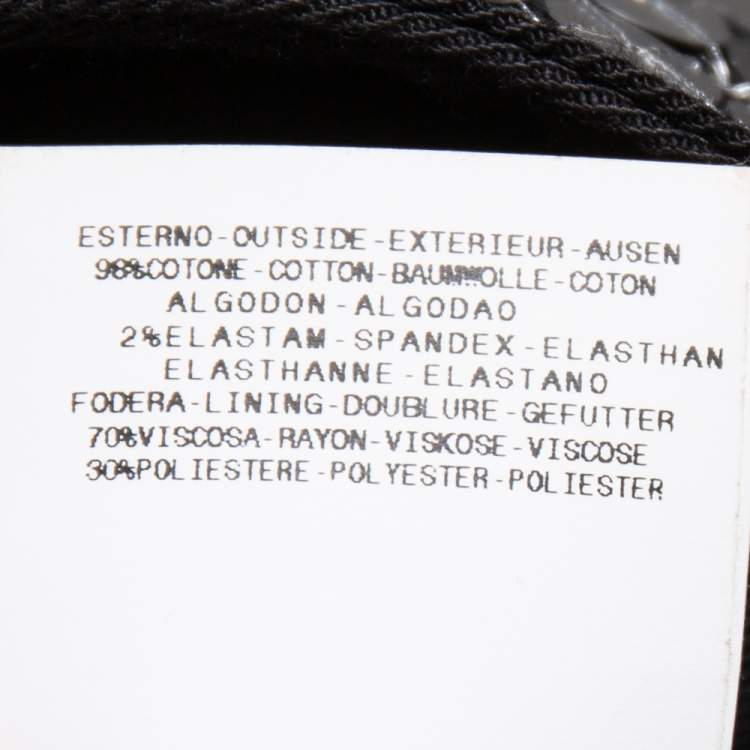 ESTERNO-OUTSIDE-EXTERIEUR-AUSEN
98%COTONE-COTTON-BAUMWOLLE-COTON
ALGODON-ALGODAO
2%ELASTAM-SPANDEX-ELASTHAN
ELASTHANNE-ELASTANO
FODERA-LINING-DOUBLURE-GEFUTTER
70%VISCOSA-RAYON-VISKOSE-VISCOSE
30%POLIESTERE-POLYESTER-POLIESTER